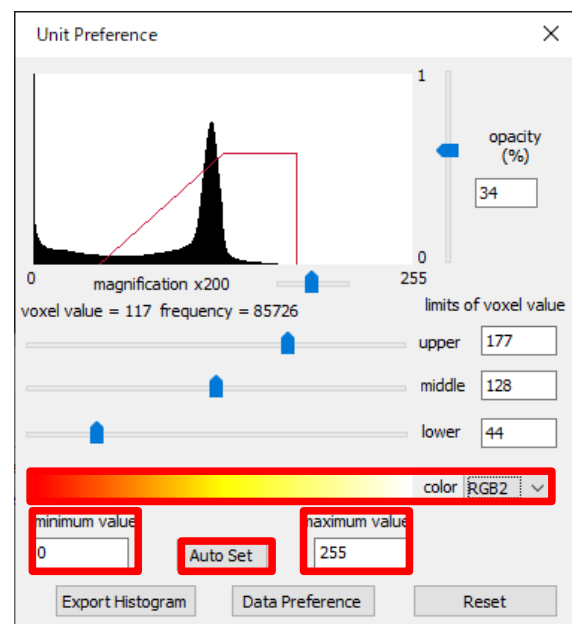 Unit Preference
1
opacity
(%)
34
0
0 magnification x200 255
voxel value = 117 frequency = 85726 limits of voxel value
upper 177
middle 128
lower 44
color RGB2
minimum value maximum value
0 Auto Set 255
Export Histogram Data Preference Reset